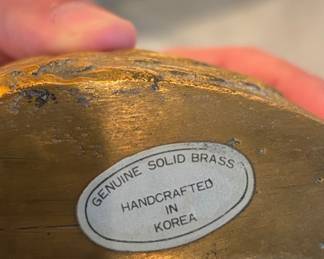 GENUINE SOLID BRASS
HANDCRAFTED
IN
KOREA